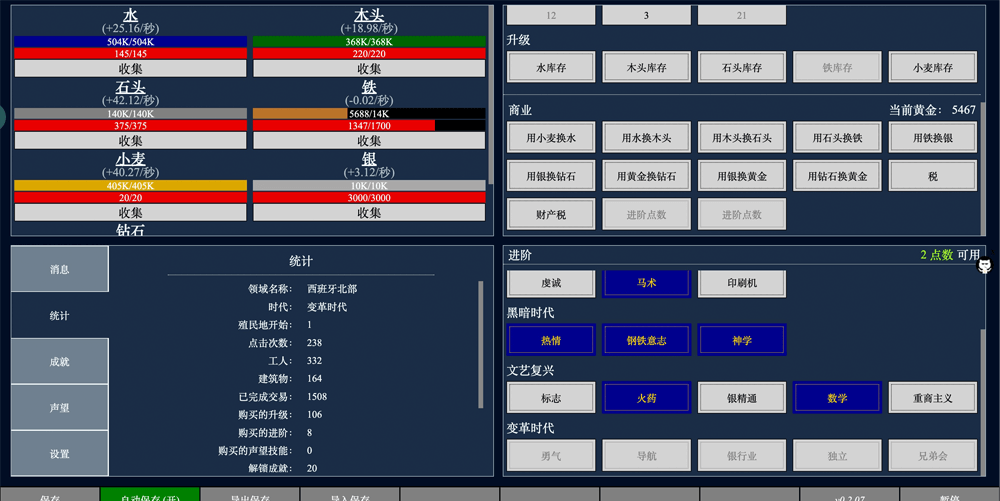 水
(+25.16/秒)
504K/504K
145/145
收集
木头
(+18.98/秒)
368K/368K
220/220
收集
石头
(+42.12/秒)
140K/140K
375/375
收集
铁
(-0.02/秒)
5688/14K
1347/1700
收集
小麦
(+40.27/秒)
405K/405K
20/20
收集
银
(+3.12/秒)
10K/10K
3000/3000
收集
钻石
12 3 21
升级
水库存 木头库存 石头库存 铁库存 小麦库存
商业 当前黄金： 5467
用小麦换水 用水换木头 用木头换石头 用石头换铁 用铁换银
用银换钻石 用黄金换钻石 用银换黄金 用钻石换黄金 税
财产税 进阶点数 进阶点数
消息
统计
成就
声望
设置
统计
领域名称： 西班牙北部
时代： 变革时代
殖民地开始： 1
点击次数： 238
工人： 332
建筑物： 164
已完成交易： 1508
购买的升级： 106
购买的进阶： 8
购买的声望技能： 0
解锁成就： 20
进阶 2 点数 可用
虔诚 马术 印刷机
黑暗时代
热情 钢铁意志 神学
文艺复兴
标志 火药 银精通 数学 重商主义
变革时代
勇气 导航 银行业 独立 兄弟会
保存 自动保存 (开) 导出保存 导入保存 v0.2.07 暂停